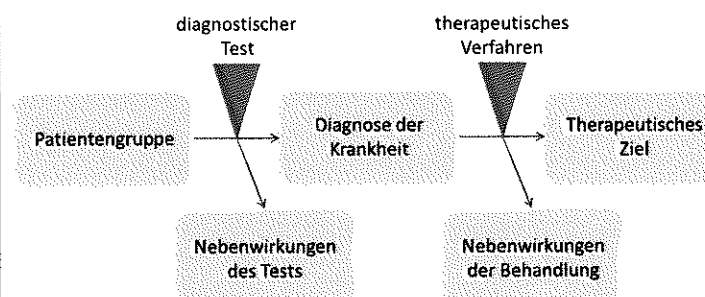 diagnostischer
Test
therapeutisches
Verfahren
Patientengruppe
Diagnose der
Krankheit
Therapeutisches
Ziel
Nebenwirkungen
des Tests
Nebenwirkungen
der Behandlung